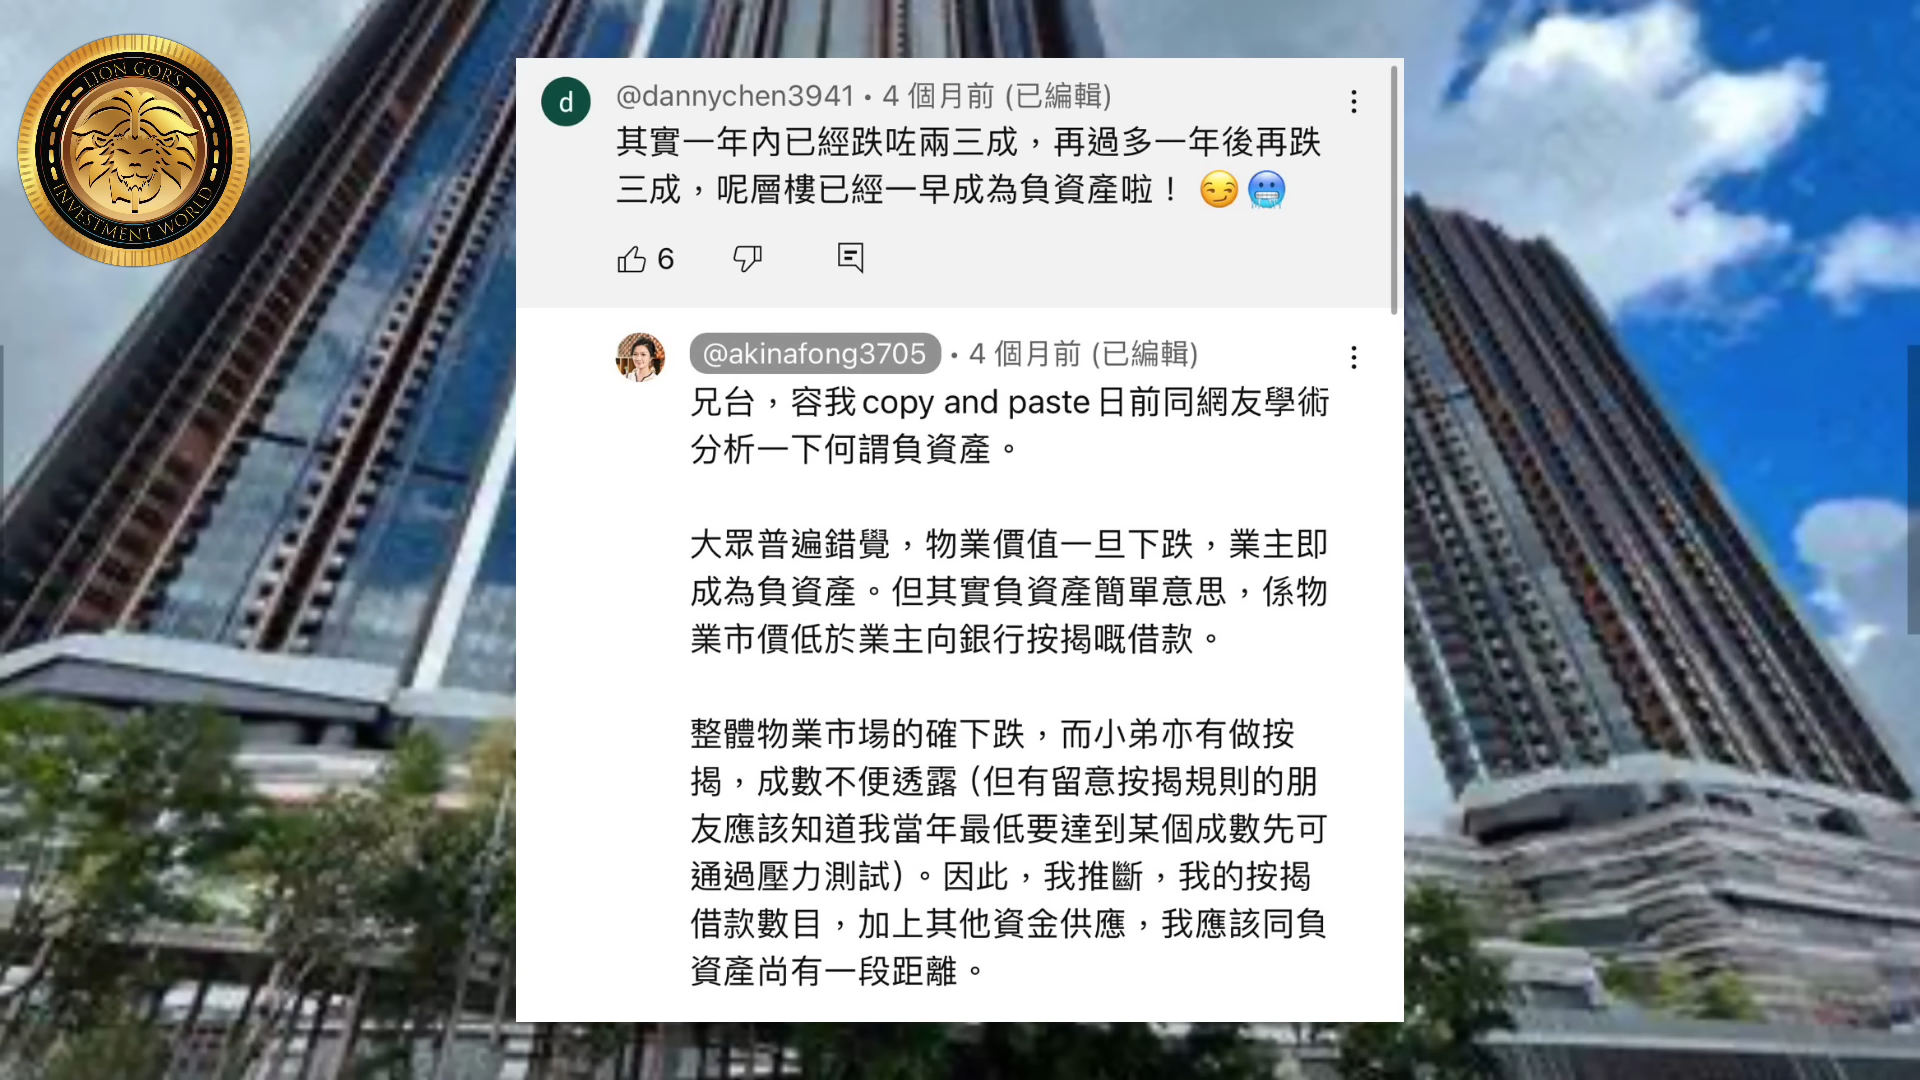 LION GOR'S
INVESTMENT WORLD
d
@dannychen3941 • 4 個月前 (已編輯)
其實一年內已經跌咗兩三成，再過多一年後再跌
三成，呢層樓已經一早成為負資產啦！ 😏🥶
6
@akinafong3705 • 4 個月前 (已編輯)
兄台，容我copy and paste日前同網友學術
分析一下何謂負資產。
大眾普遍錯覺，物業價值一旦下跌，業主即
成為負資產。但其實負資產簡單意思，係物
業市價低於業主向銀行按揭嘅借款。
整體物業市場的確下跌，而小弟亦有做按
揭，成數不便透露 (但有留意按揭規則的朋
友應該知道我當年最低要達到某個成數先可
通過壓力測試)。因此，我推斷，我的按揭
借款數目，加上其他資金供應，我應該同負
資產尚有一段距離。